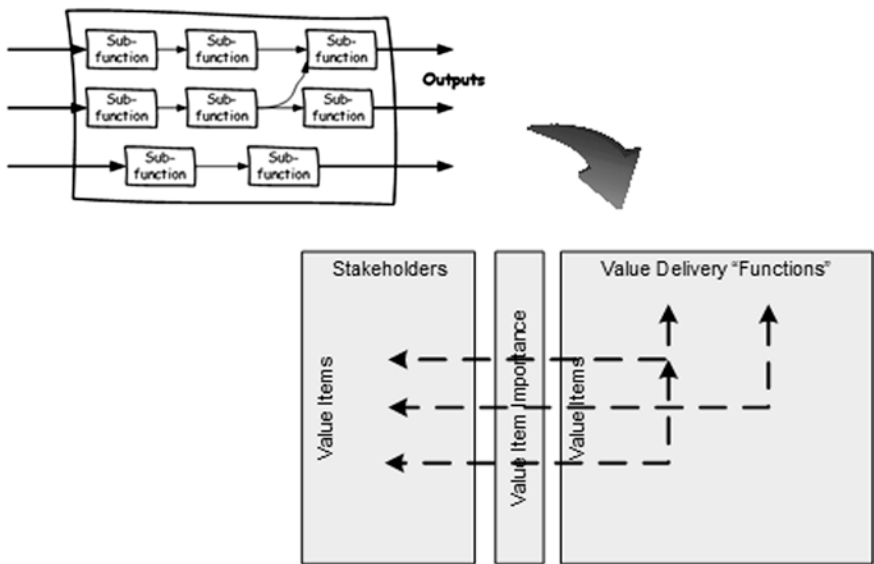 Sub-
function
Sub-
function
Sub-
function
Outputs
Sub-
function
Sub-
function
Sub-
function
Sub-
function
Sub-
function
Stakeholders
Value Delivery "Functions"
Value Items
Value Item Importance
Value Items